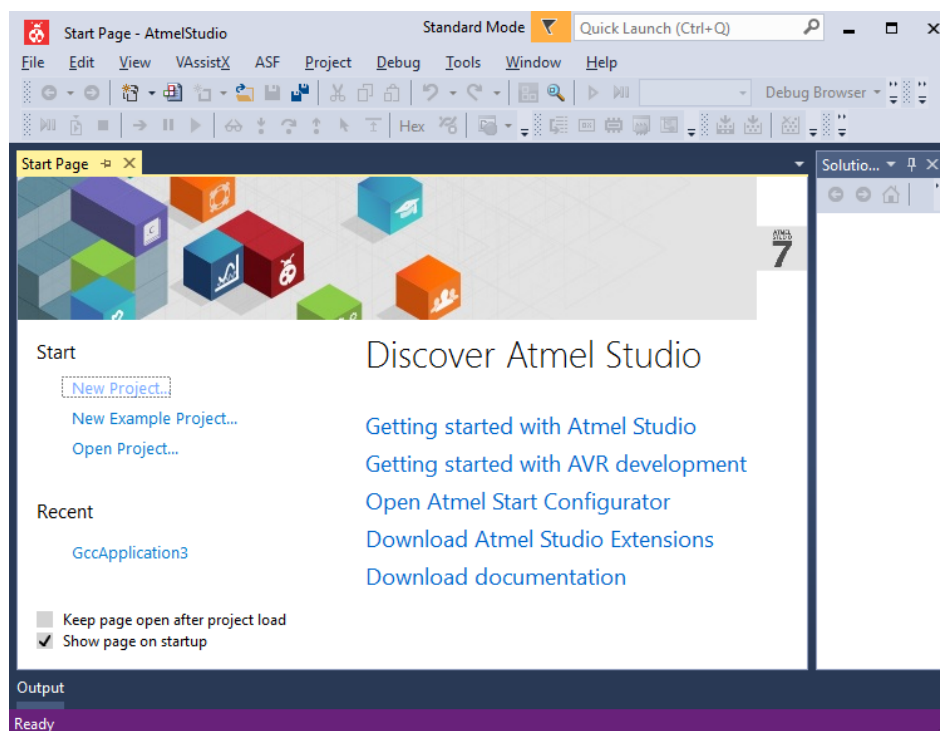 Start Page - AtmelStudio
Standard Mode
Quick Launch (Ctrl+Q)
File Edit View VAssistX ASF Project Debug Tools Window Help
Debug Browser
Hex
Start Page
Solutio...
ATMEL STUDIO
7
Start
New Project...
New Example Project...
Open Project...
Recent
GccApplication3
Keep page open after project load
Show page on startup
Discover Atmel Studio
Getting started with Atmel Studio
Getting started with AVR development
Open Atmel Start Configurator
Download Atmel Studio Extensions
Download documentation
Output
Ready